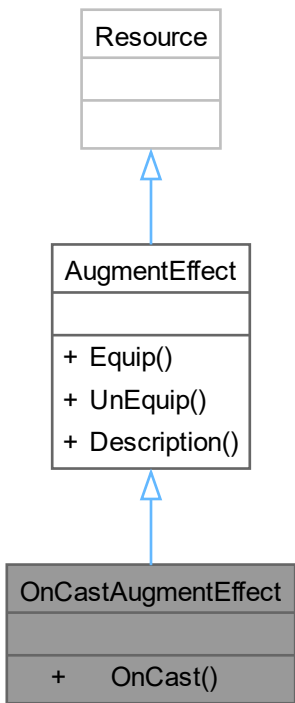 Resource
AugmentEffect
+ Equip()
+ UnEquip()
+ Description()
OnCastAugmentEffect
+ OnCast()